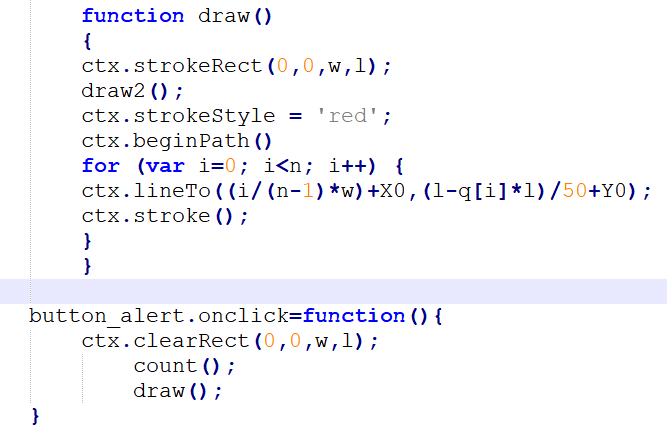 function draw()
{
ctx.strokeRect(0,0,w,l);
draw2();
ctx.strokeStyle = 'red';
ctx.beginPath()
for (var i=0; i<n; i++) {
ctx.lineTo((i/(n-1)*w)+X0,(l-q[i]*l)/50+Y0);
ctx.stroke();
}
}
button_alert.onclick=function(){
ctx.clearRect(0,0,w,l);
count();
draw();
}